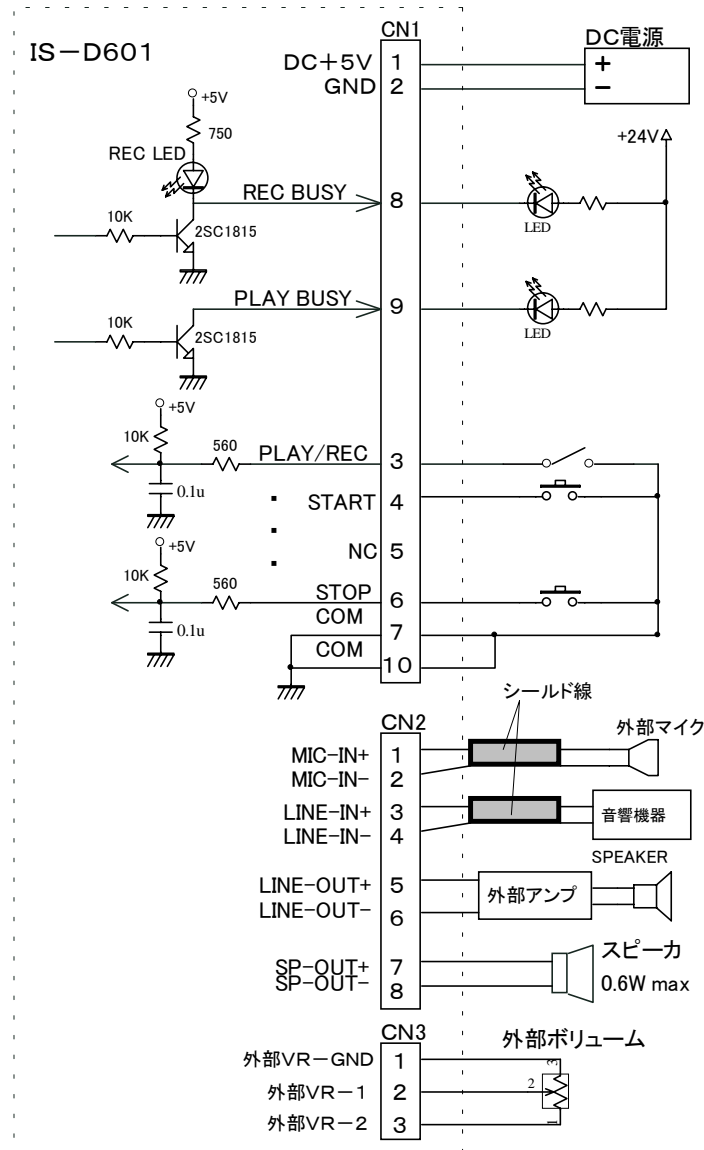 CN1
IS－D601
DC電源
DC＋5V 1 +
GND 2 −
+5V
+24V
750
REC LED
REC BUSY 8
10K
2SC1815
LED
PLAY BUSY 9
10K
2SC1815
LED
+5V
10K
560
PLAY/REC 3
0.1u
START 4
+5V
NC 5
10K
560
STOP 6
COM
0.1u
7
COM
10
シールド線
CN2
外部マイク
MIC-IN+ 1
MIC-IN- 2
LINE-IN+ 3
音響機器
LINE-IN- 4
SPEAKER
LINE-OUT+ 5
外部アンプ
LINE-OUT- 6
スピーカ
SP-OUT+ 7
SP-OUT- 8
0.6W max
CN3
外部ボリューム
外部VR－GND 1
3
外部VR－1 2
2
外部VR－2 3
1